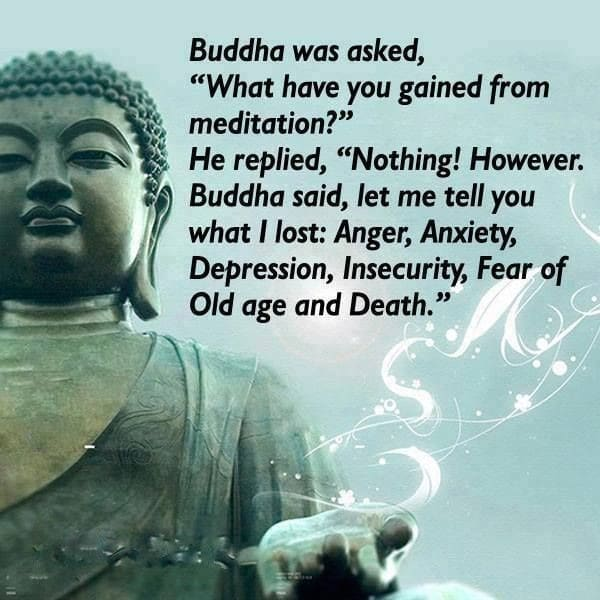 Buddha was asked,
“What have you gained from
meditation?”
He replied, “Nothing! However.
Buddha said, let me tell you
what I lost: Anger, Anxiety,
Depression, Insecurity, Fear of
Old age and Death.”